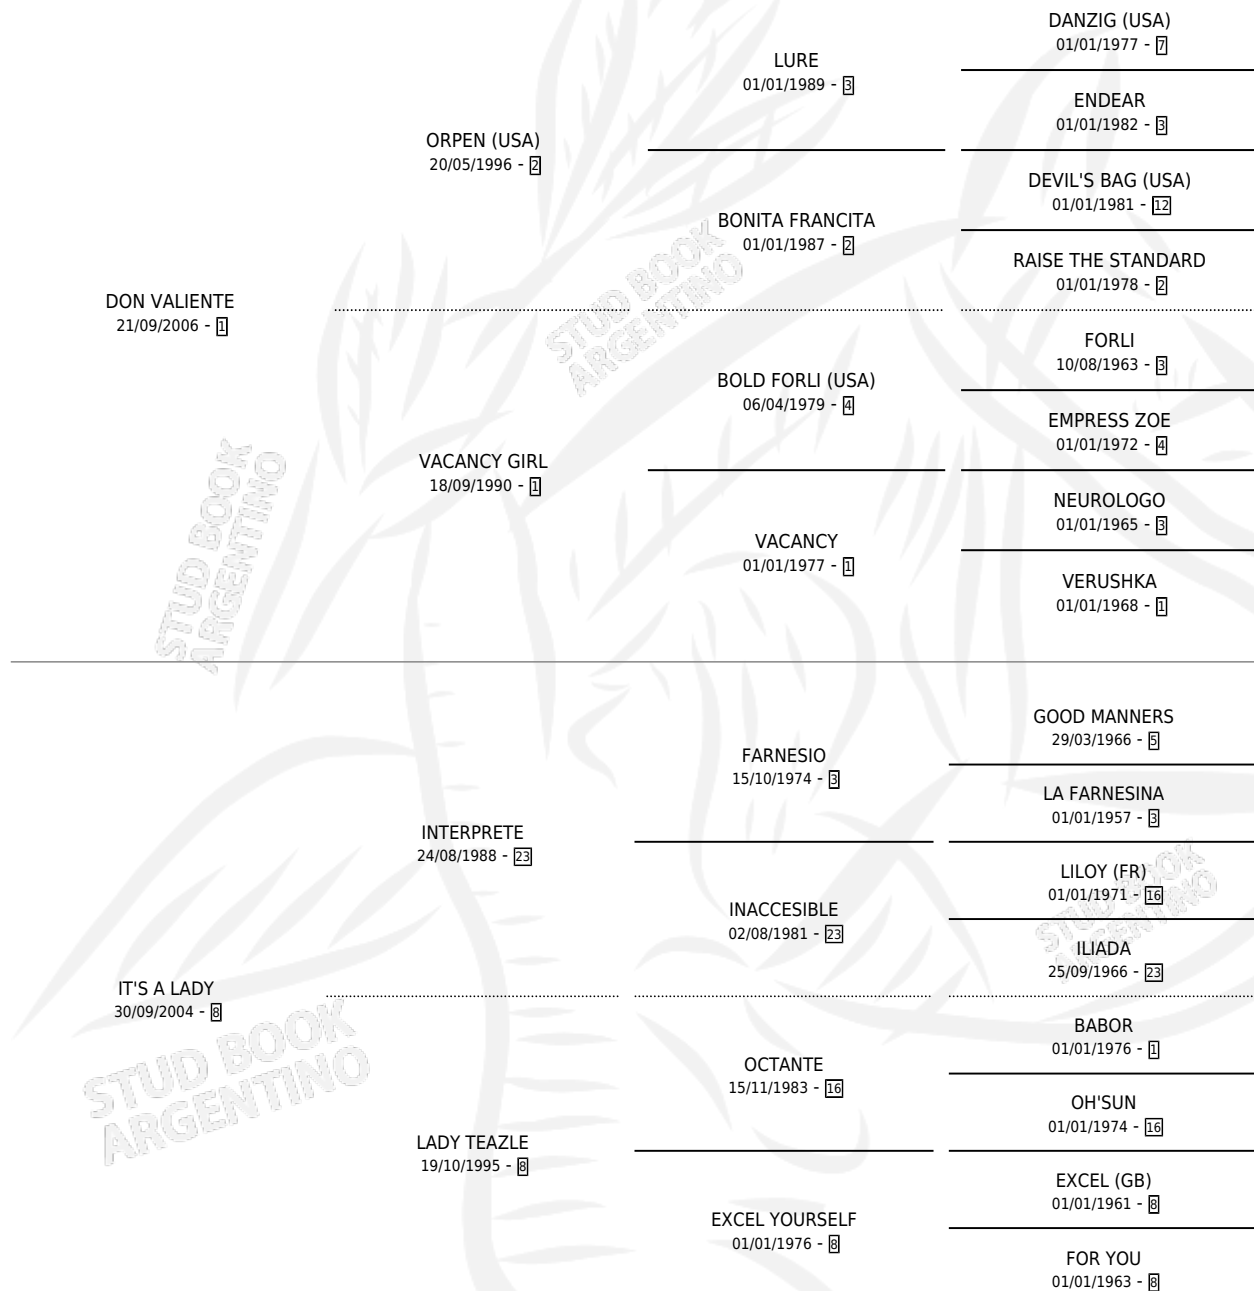 DON VALIENTE
21/09/2006 - 1
ORPEN (USA)
20/05/1996 - 2
LURE
01/01/1989 - 3
DANZIG (USA)
01/01/1977 - 7
ENDEAR
01/01/1982 - 3
BONITA FRANCITA
01/01/1987 - 2
DEVIL'S BAG (USA)
01/01/1981 - 12
RAISE THE STANDARD
01/01/1978 - 2
VACANCY GIRL
18/09/1990 - 1
BOLD FORLI (USA)
06/04/1979 - 4
FORLI
10/08/1963 - 3
EMPRESS ZOE
01/01/1972 - 4
VACANCY
01/01/1977 - 1
NEUROLOGO
01/01/1965 - 3
VERUSHKA
01/01/1968 - 1
IT'S A LADY
30/09/2004 - 8
INTERPRETE
24/08/1988 - 23
FARNESIO
15/10/1974 - 3
GOOD MANNERS
29/03/1966 - 5
LA FARNESINA
01/01/1957 - 3
INACCESIBLE
02/08/1981 - 23
LILOY (FR)
01/01/1971 - 16
ILIADA
25/09/1966 - 23
LADY TEAZLE
19/10/1995 - 8
OCTANTE
15/11/1983 - 16
BABOR
01/01/1976 - 1
OH'SUN
01/01/1974 - 16
EXCEL YOURSELF
01/01/1976 - 8
EXCEL (GB)
01/01/1961 - 8
FOR YOU
01/01/1963 - 8
STUD BOOK
ARGENTINO
STUD BOOK
ARGENTINO
STUD BOOK
ARGENTINO
STUD BOOK
ARGENTINO